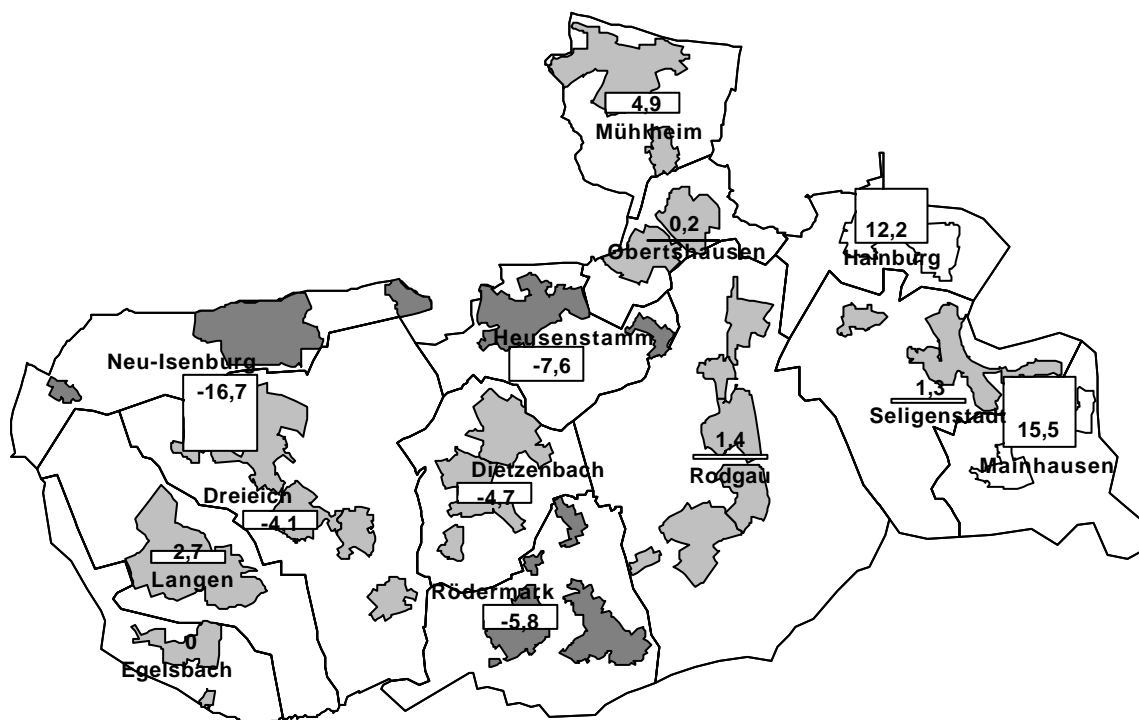 4,9
Mühlheim
0,2
Obertshausen
12,2
Hainburg
Heusenstamm
-7,6
Neu-Isenburg
-16,7
1,3
Seligenstadt
15,5
Mainhausen
1,4
Rodgau
Dietzenbach
-4,7
Dreieich
-4,1
2,7
Langen
Rödermark
-5,8
0
Egelsbach